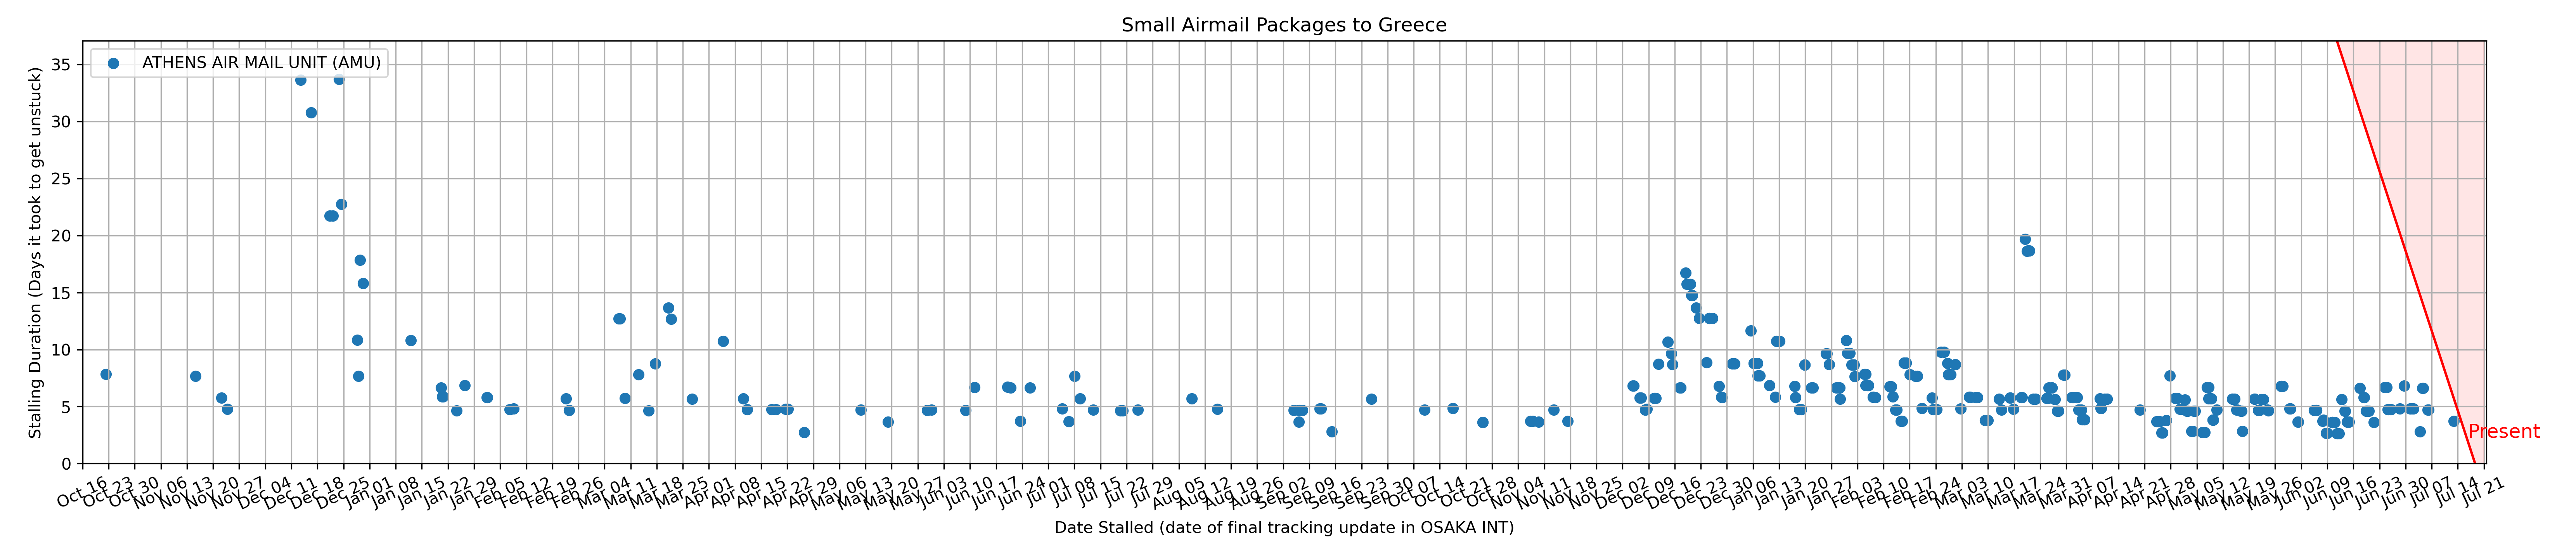 Small Airmail Packages to Greece
ATHENS AIR MAIL UNIT (AMU)
Stalling Duration (Days it took to get unstuck)
35
30
25
20
15
10
5
0
Present
Oct 16 Oct 23 Oct 30 Nov 06 Nov 13 Nov 20 Nov 27 Dec 04 Dec 11 Dec 18 Dec 25 Jan 01 Jan 08 Jan 15 Jan 22 Jan 29 Feb 05 Feb 12 Feb 19 Feb 26 Mar 04 Mar 11 Mar 18 Mar 25 Apr 01 Apr 08 Apr 15 Apr 22 Apr 29 May 06 May 13 May 20 May 27 Jun 03 Jun 10 Jun 17 Jun 24 Jul 01 Jul 08 Jul 15 Jul 22 Jul 29 Aug 05 Aug 12 Aug 19 Aug 26 Sep 02 Sep 09 Sep 16 Sep 23 Sep 30 Oct 07 Oct 14 Oct 21 Oct 28 Nov 04 Nov 11 Nov 18 Nov 25 Dec 02 Dec 09 Dec 16 Dec 23 Dec 30 Jan 06 Jan 13 Jan 20 Jan 27 Feb 03 Feb 10 Feb 17 Feb 24 Mar 03 Mar 10 Mar 17 Mar 24 Mar 31 Apr 07 Apr 14 Apr 21 Apr 28 May 05 May 12 May 19 May 26 Jun 02 Jun 09 Jun 16 Jun 23 Jun 30 Jul 07 Jul 14 Jul 21
Date Stalled (date of final tracking update in OSAKA INT)